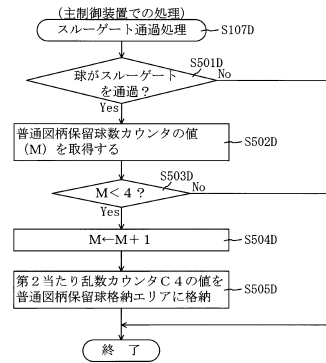 (主制御装置での処理)
スルーゲート通過処理
S107D
S501D
球がスルーゲート
を通過？
No
Yes
普通図柄保留球数カウンタの値
（M）を取得する
S502D
S503D
M＜４？
No
Yes
M←M＋１
S504D
第２当たり乱数カウンタＣ４の値を
普通図柄保留球格納エリアに格納
S505D
終　了